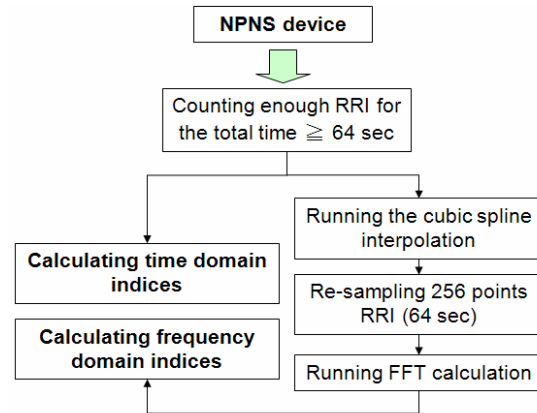 NPNS device
Counting enough RRI for
the total time ≧ 64 sec
Running the cubic spline
interpolation
Calculating time domain
indices
Re-sampling 256 points
RRI (64 sec)
Calculating frequency
domain indices
Running FFT calculation